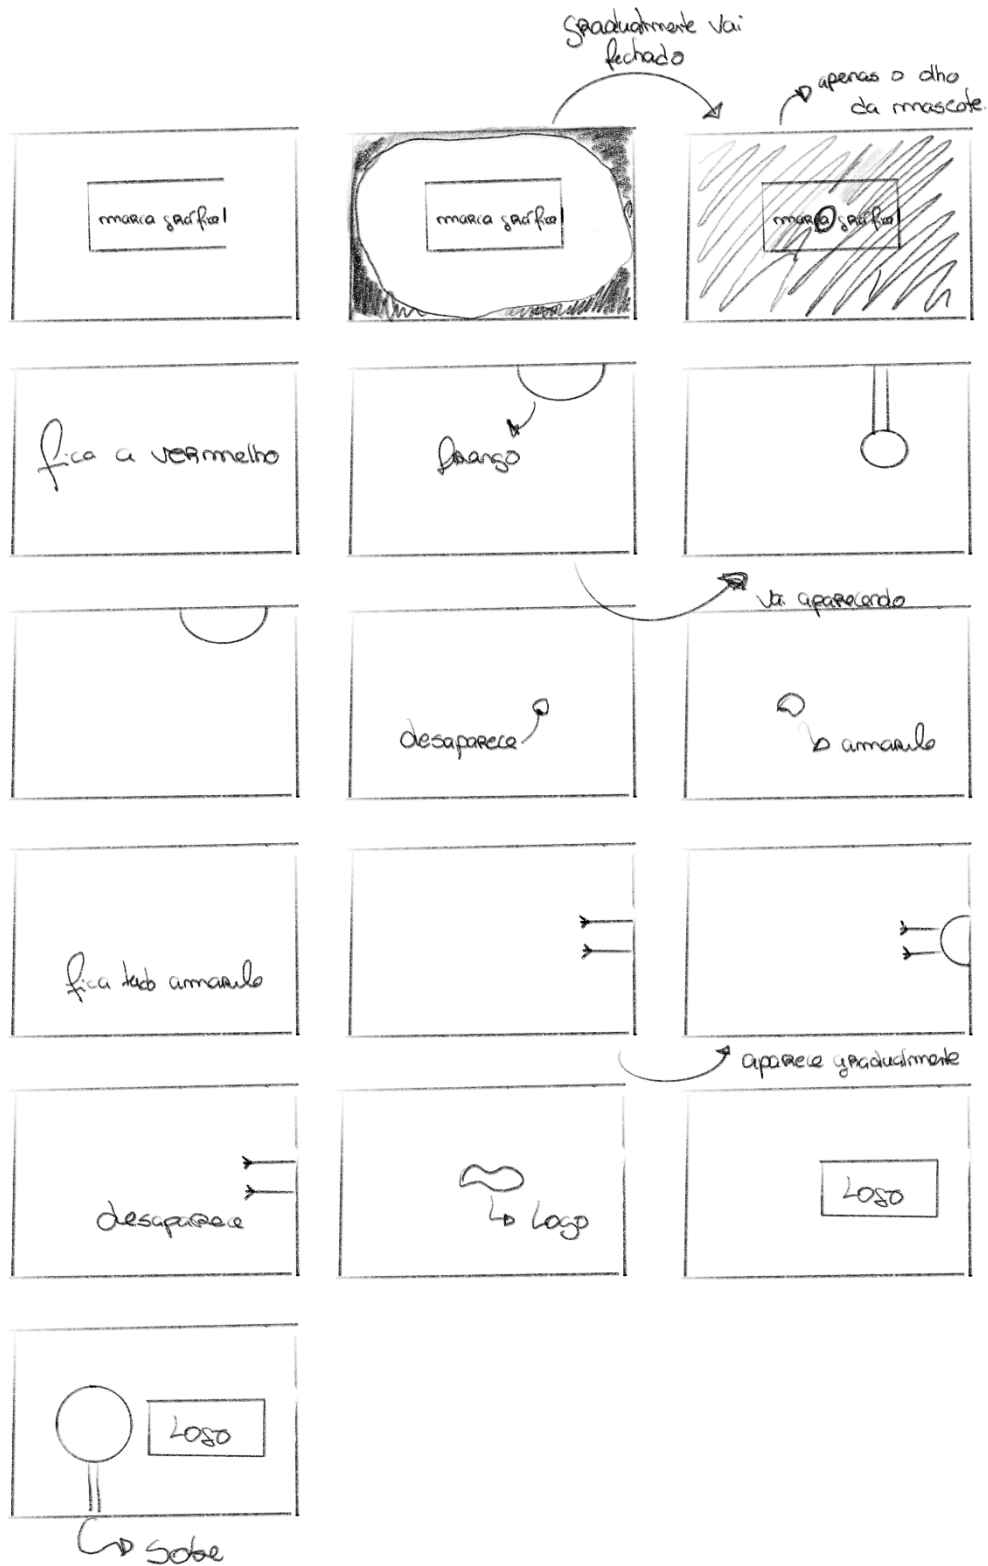 gradualmente vai
fechado
apenas o olho
da mascote.
marca gráfica
marca gráfica
marca gráfica
fica a vermelho
frango
vai aparecendo
desaparece
amarelo
fica tudo amarelo
aparece gradualmente
desaparece
Logo
Logo
Logo
Sobe